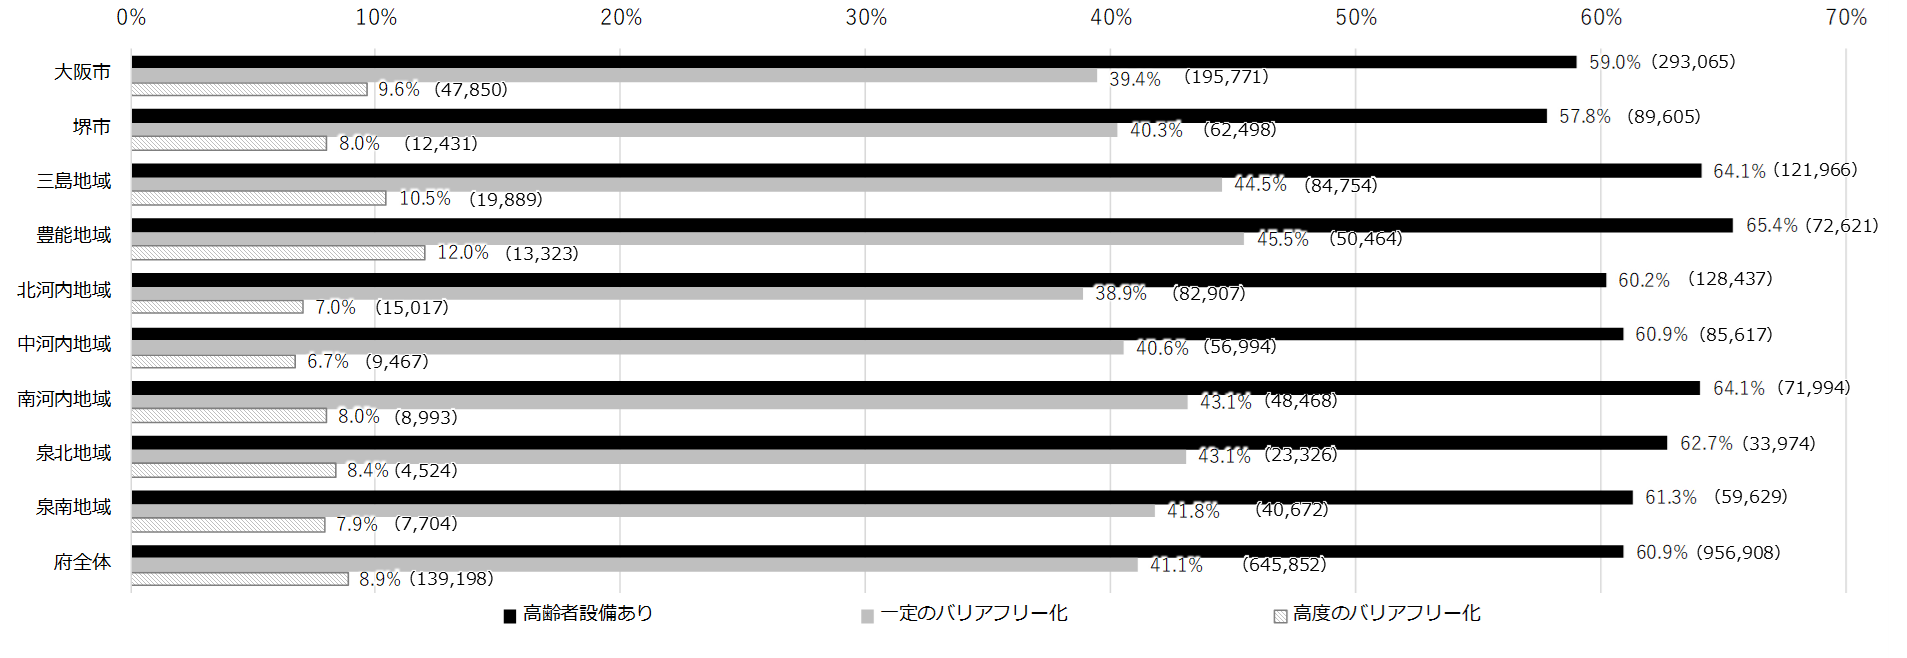 0% 10% 20% 30% 40% 50% 60% 70%
大阪市 59.0% (293,065)
39.4% (195,771)
9.6% (47,850)
堺市 57.8% (89,605)
40.3% (62,498)
8.0% (12,431)
三島地域 64.1% (121,966)
44.5% (84,754)
10.5% (19,889)
豊能地域 65.4% (72,621)
45.5% (50,464)
12.0% (13,323)
北河内地域 60.2% (128,437)
38.9% (82,907)
7.0% (15,017)
中河内地域 60.9% (85,617)
40.6% (56,994)
6.7% (9,467)
南河内地域 64.1% (71,994)
43.1% (48,468)
8.0% (8,993)
泉北地域 62.7% (33,974)
43.1% (23,326)
8.4% (4,524)
泉南地域 61.3% (59,629)
41.8% (40,672)
7.9% (7,704)
府全体 60.9% (956,908)
41.1% (645,852)
8.9% (139,198)
高齢者設備あり 一定のバリアフリー化 高度のバリアフリー化